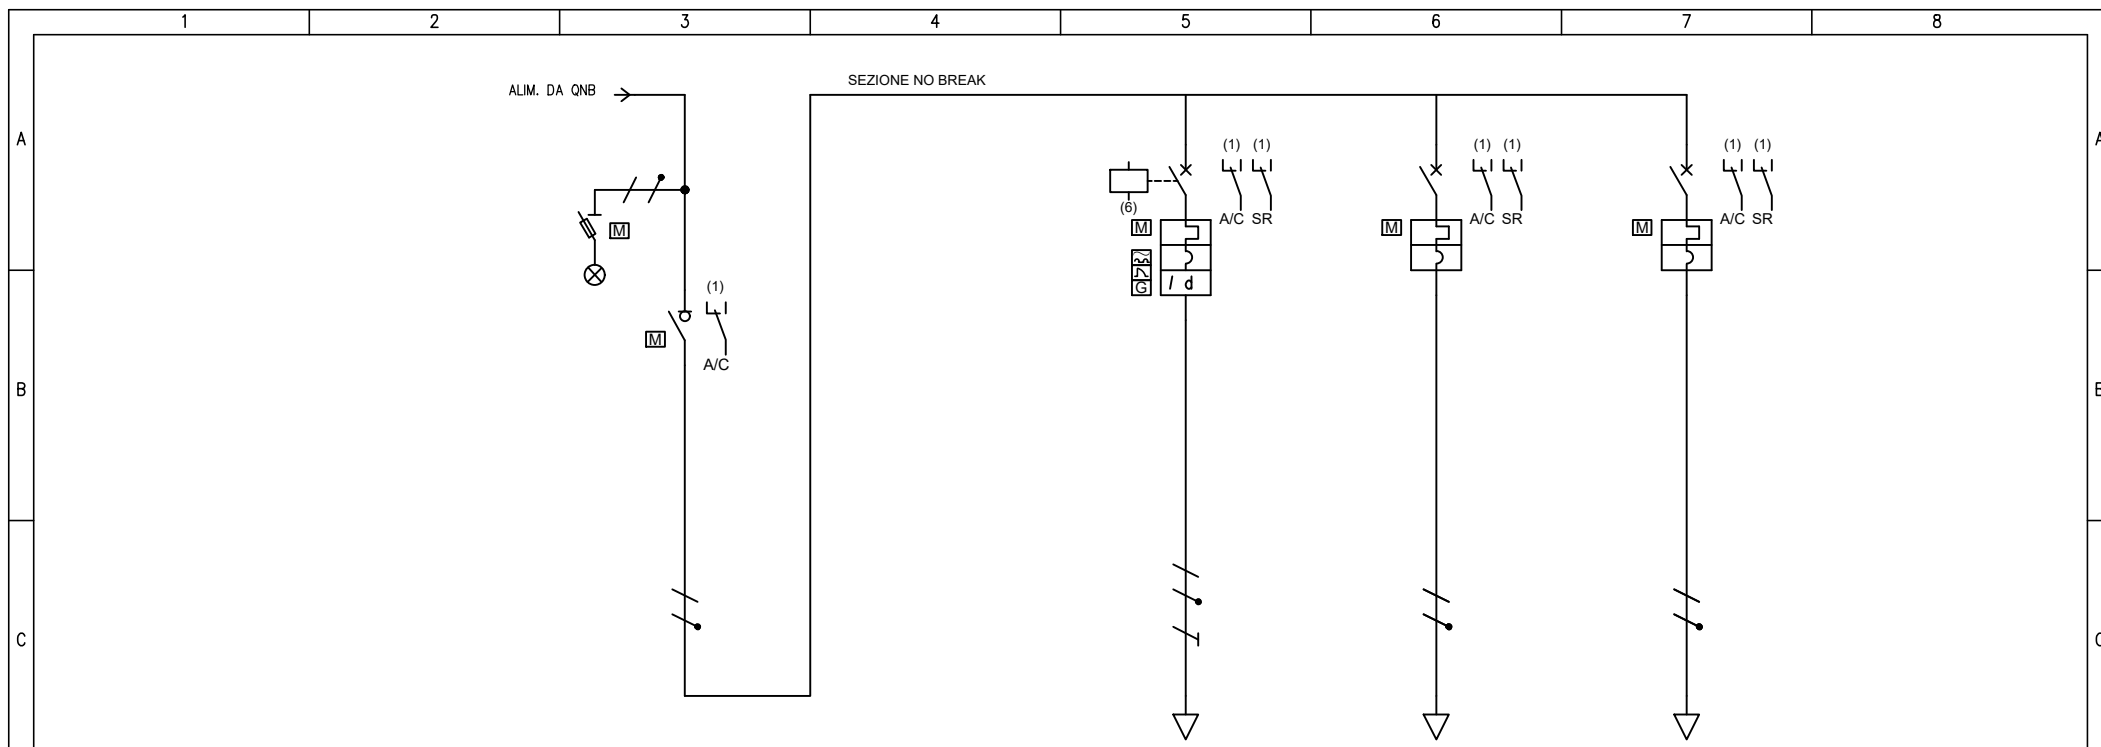 1 2 3 4 5 6 7 8
SEZIONE NO BREAK
ALIM. DA QNB
A A
(1) (1) (1) (1) (1) (1)
(6)
A/C SR A/C SR A/C SR
M M M M
G I d
(1)
M
A/C
B B
C C